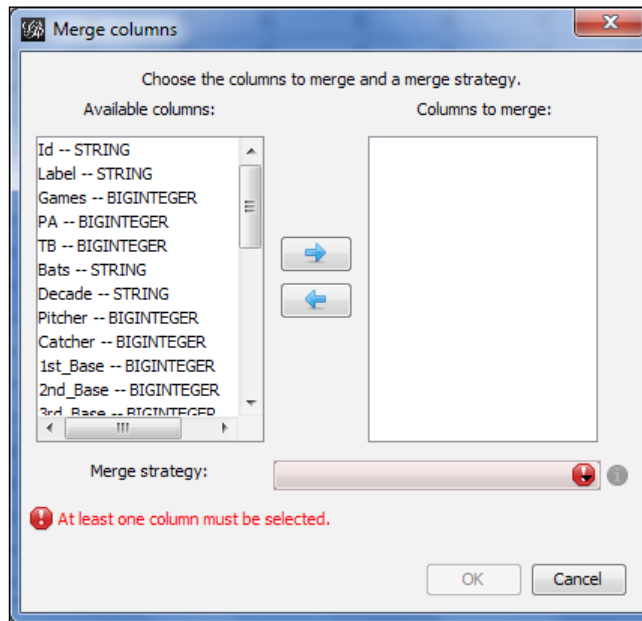 Merge columns
Choose the columns to merge and a merge strategy.
Available columns:
Columns to merge:
Id -- STRING
Label -- STRING
Games -- BIGINTEGER
PA -- BIGINTEGER
TB -- BIGINTEGER
Bats -- STRING
Decade -- STRING
Pitcher -- BIGINTEGER
Catcher -- BIGINTEGER
1st_Base -- BIGINTEGER
2nd_Base -- BIGINTEGER
3rd_Base -- BIGINTEGER
Merge strategy:
At least one column must be selected.
OK
Cancel